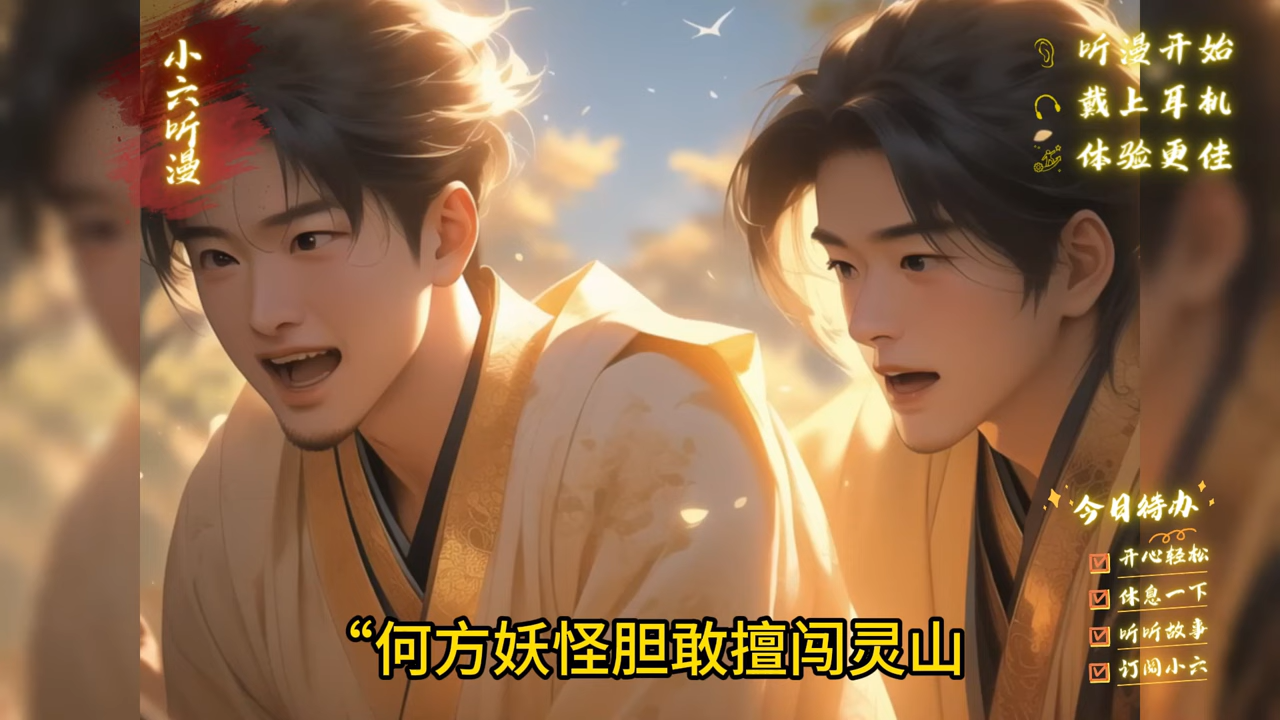 小六听漫
听漫开始
戴上耳机
体验更佳
今日待办
开心轻松
休息一下
听听故事
订阅小六
“何方妖怪胆敢擅闯灵山